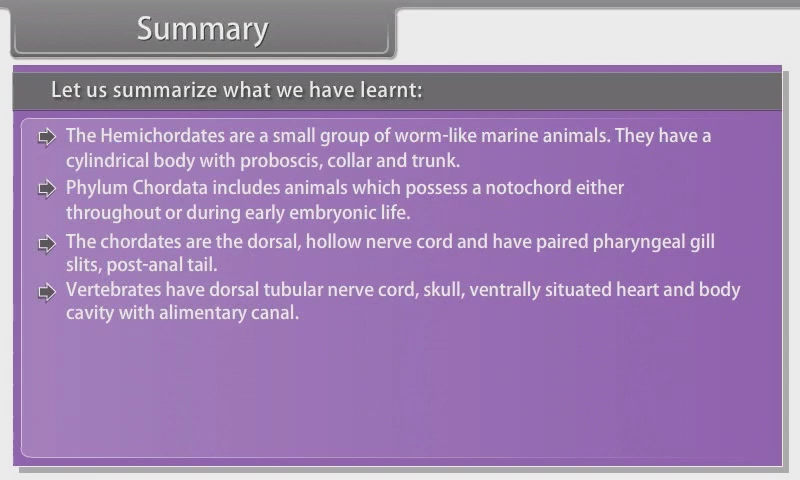 Summary
Let us summarize what we have learnt:
The Hemichordates are a small group of worm-like marine animals. They have a
cylindrical body with proboscis, collar and trunk.
Phylum Chordata includes animals which possess a notochord either
throughout or during early embryonic life.
The chordates are the dorsal, hollow nerve cord and have paired pharyngeal gill
slits, post-anal tail.
Vertebrates have dorsal tubular nerve cord, skull, ventrally situated heart and body
cavity with alimentary canal.